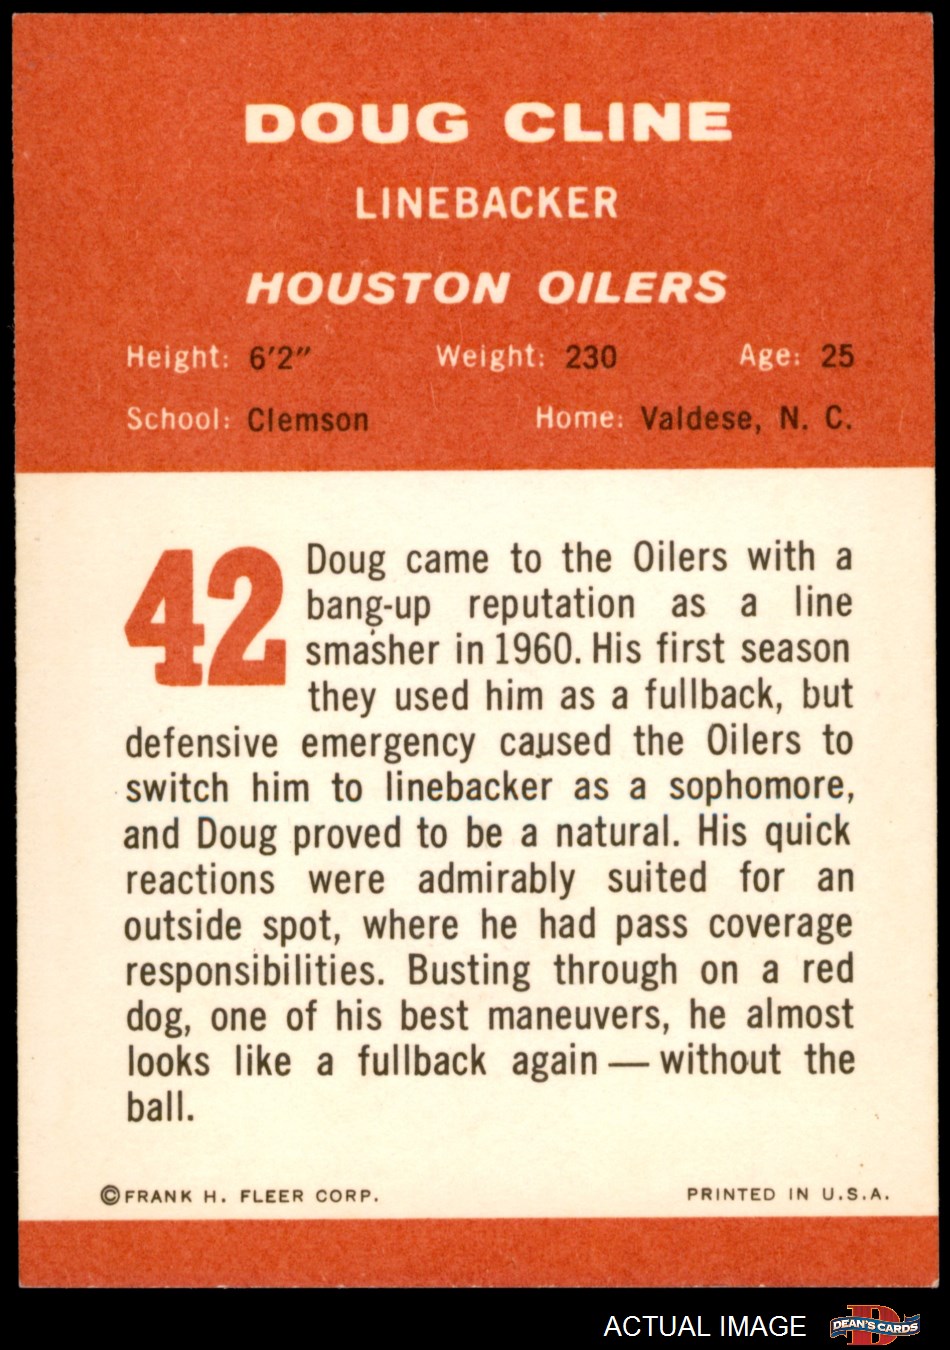 DOUG CLINE
LINEBACKER
HOUSTON OILERS
Height: 6'2" Weight: 230 Age: 25
School: Clemson Home: Valdese, N. C.
42
Doug came to the Oilers with a
bang-up reputation as a line
smasher in 1960. His first season
they used him as a fullback, but
defensive emergency caused the Oilers to
switch him to linebacker as a sophomore,
and Doug proved to be a natural. His quick
reactions were admirably suited for an
outside spot, where he had pass coverage
responsibilities. Busting through on a red
dog, one of his best maneuvers, he almost
looks like a fullback again — without the
ball.
©FRANK H. FLEER CORP. PRINTED IN U.S.A.
ACTUAL IMAGE
D
DEAN'S CARDS